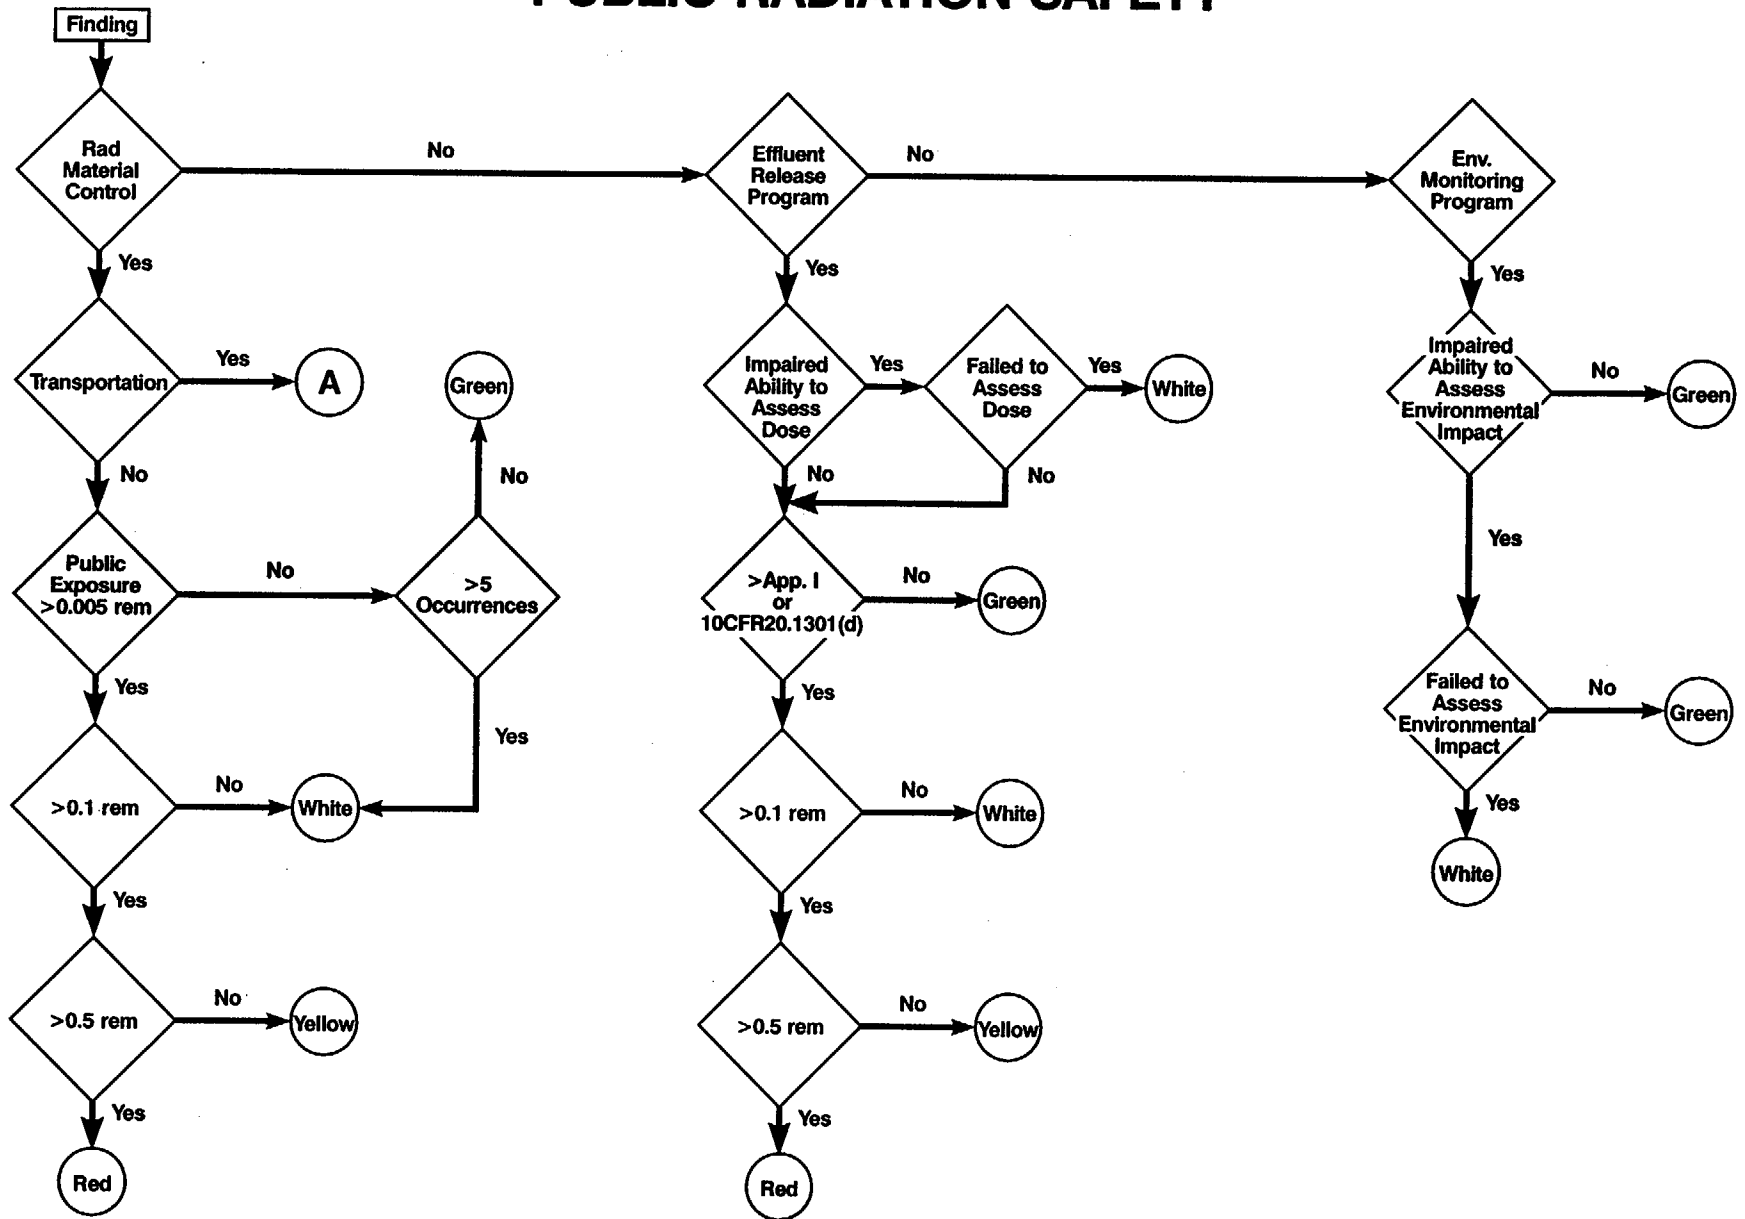 PUBLIC RADIATION SAFETY
Finding
Rad
Material
Control
No
Effluent
Release
Program
No
Env.
Monitoring
Program
Yes
Yes
Yes
Transportation
Yes
A
Green
Impaired
Ability to
Assess
Dose
Yes
Failed to
Assess
Dose
Yes
White
Impaired
Ability to
Assess
Environmental
Impact
No
Green
No
No
No
No
Public
Exposure
>0.005 rem
No
>5
Occurrences
>App. I
or
10CFR20.1301(d)
No
Green
Yes
Yes
Yes
Yes
Failed to
Assess
Environmental
Impact
No
Green
>0.1 rem
No
White
>0.1 rem
No
White
Yes
White
Yes
Yes
>0.5 rem
No
Yellow
>0.5 rem
No
Yellow
Yes
Yes
Red
Red